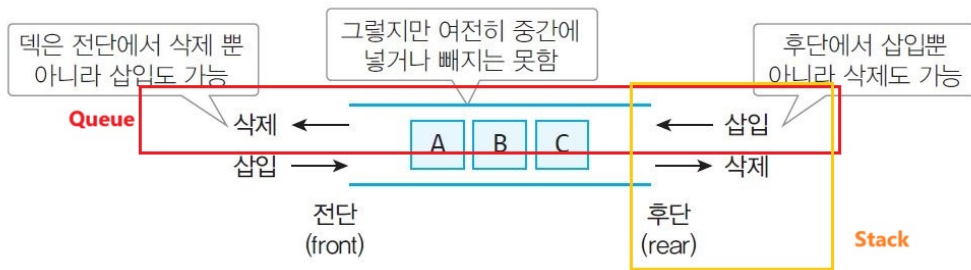 덱은 전단에서 삭제 뿐
아니라 삽입도 가능
그렇지만 여전히 중간에
넣거나 빼지는 못함
후단에서 삽입뿐
아니라 삭제도 가능
Queue
삭제
A
B
C
삽입
삽입
삭제
전단
(front)
후단
(rear)
Stack